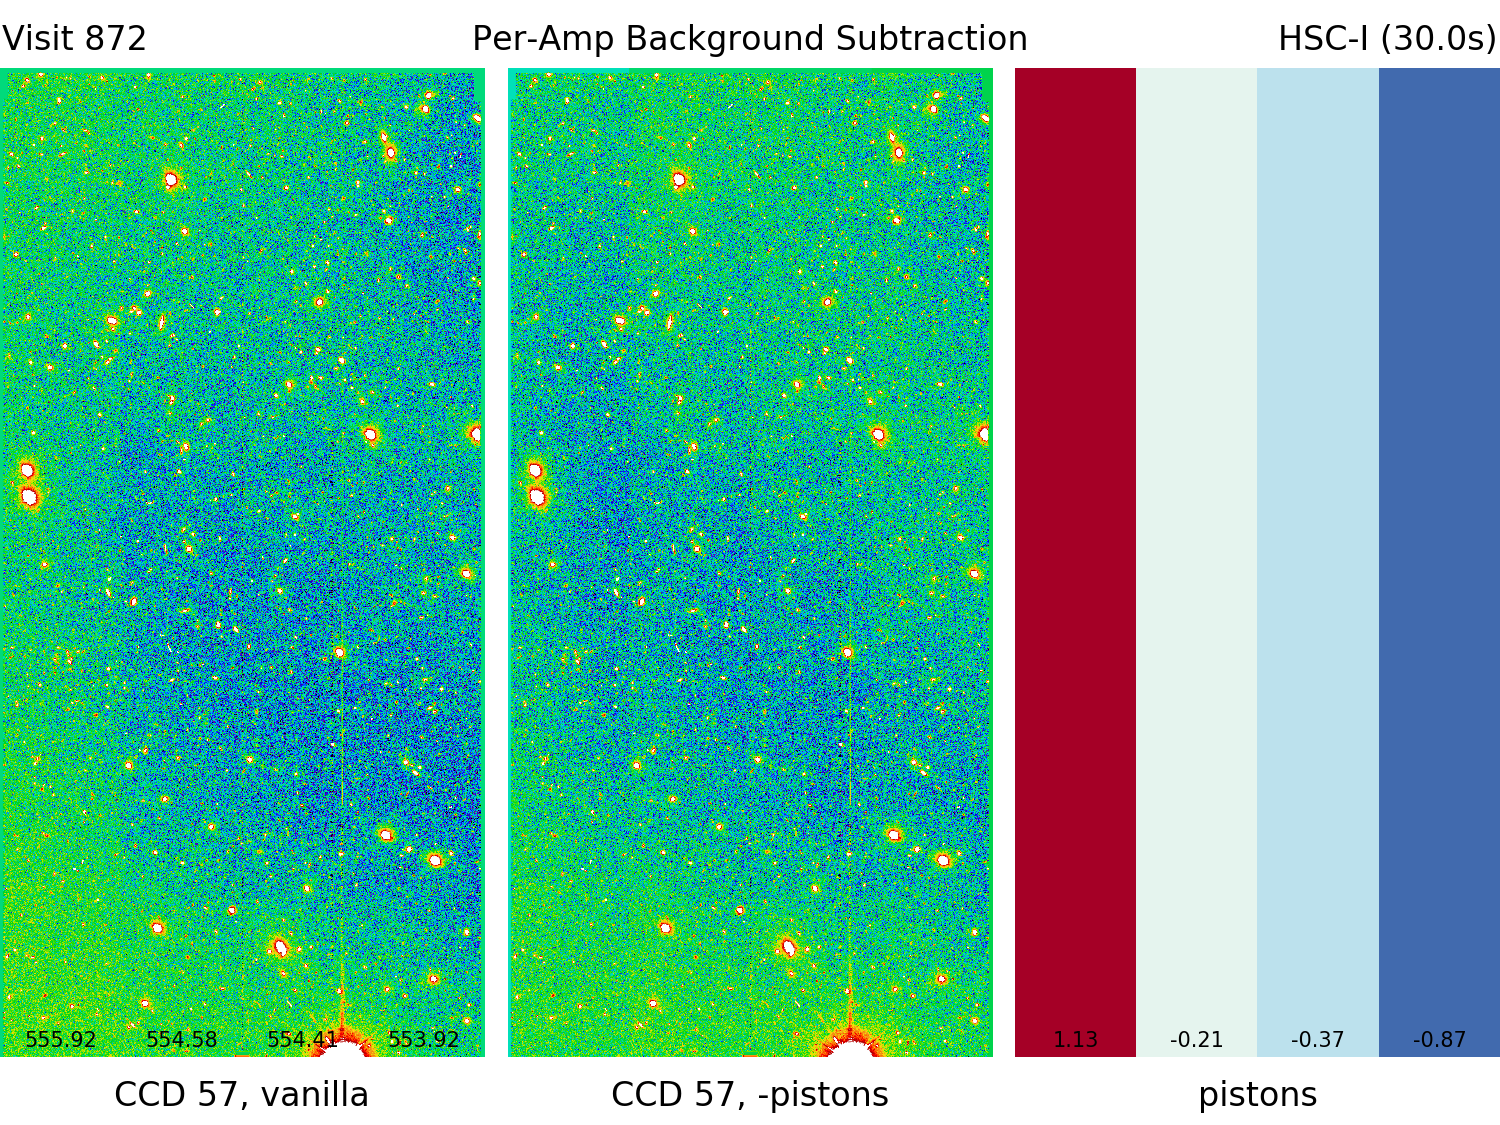 Visit 872 Per-Amp Background Subtraction HSC-I (30.0s)
555.92 554.58 554.41 553.92 1.13 -0.21 -0.37 -0.87
CCD 57, vanilla CCD 57, -pistons pistons